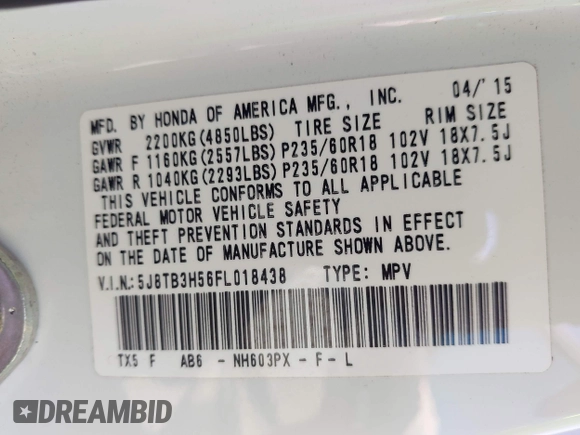 MFD. BY HONDA OF AMERICA MFG., INC. 04/'15
GVWR 2200KG(4850LBS) TIRE SIZE RIM SIZE
GAWR F 1160KG(2557LBS) P235/60R18 102V 18X7.5J
GAWR R 1040KG(2293LBS) P235/60R18 102V 18X7.5J
THIS VEHICLE CONFORMS TO ALL APPLICABLE
FEDERAL MOTOR VEHICLE SAFETY
AND THEFT PREVENTION STANDARDS IN EFFECT
ON THE DATE OF MANUFACTURE SHOWN ABOVE.
V.I.N.: 5J8TB3H56FL018438 TYPE: MPV
TX5 F AB6 - NH603PX - F - L
DREAMBID